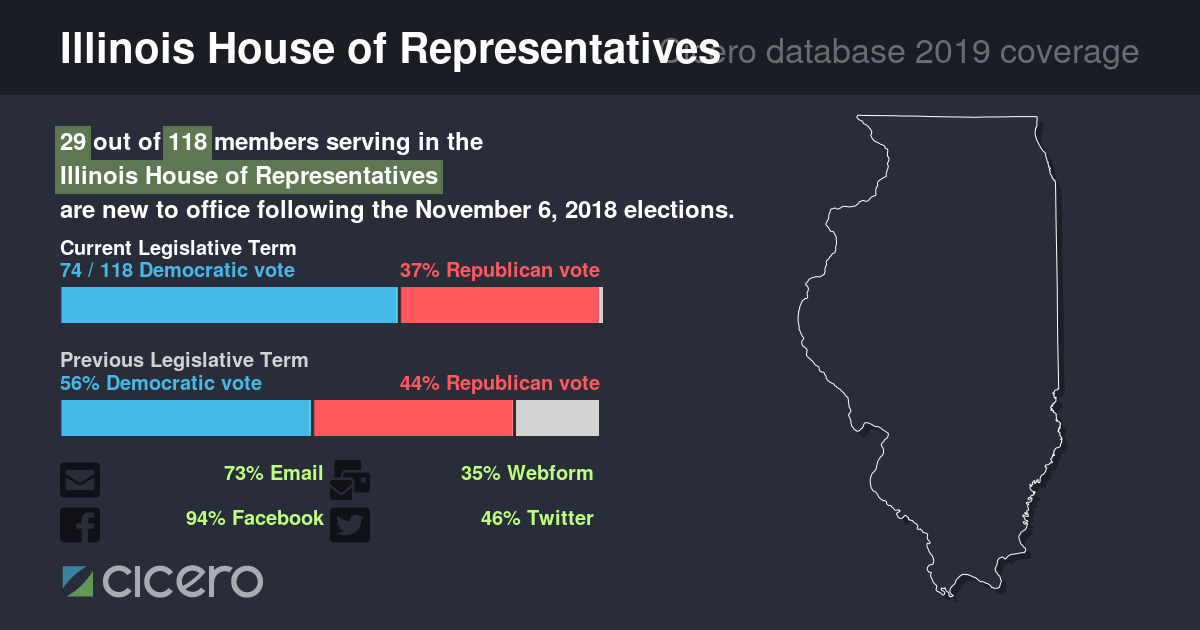 Illinois House of Representatives
Cicero database 2019 coverage
29 out of 118 members serving in the
Illinois House of Representatives
are new to office following the November 6, 2018 elections.
Current Legislative Term
74 / 118 Democratic vote 37% Republican vote
Previous Legislative Term
56% Democratic vote 44% Republican vote
73% Email 35% Webform
94% Facebook 46% Twitter
cicero